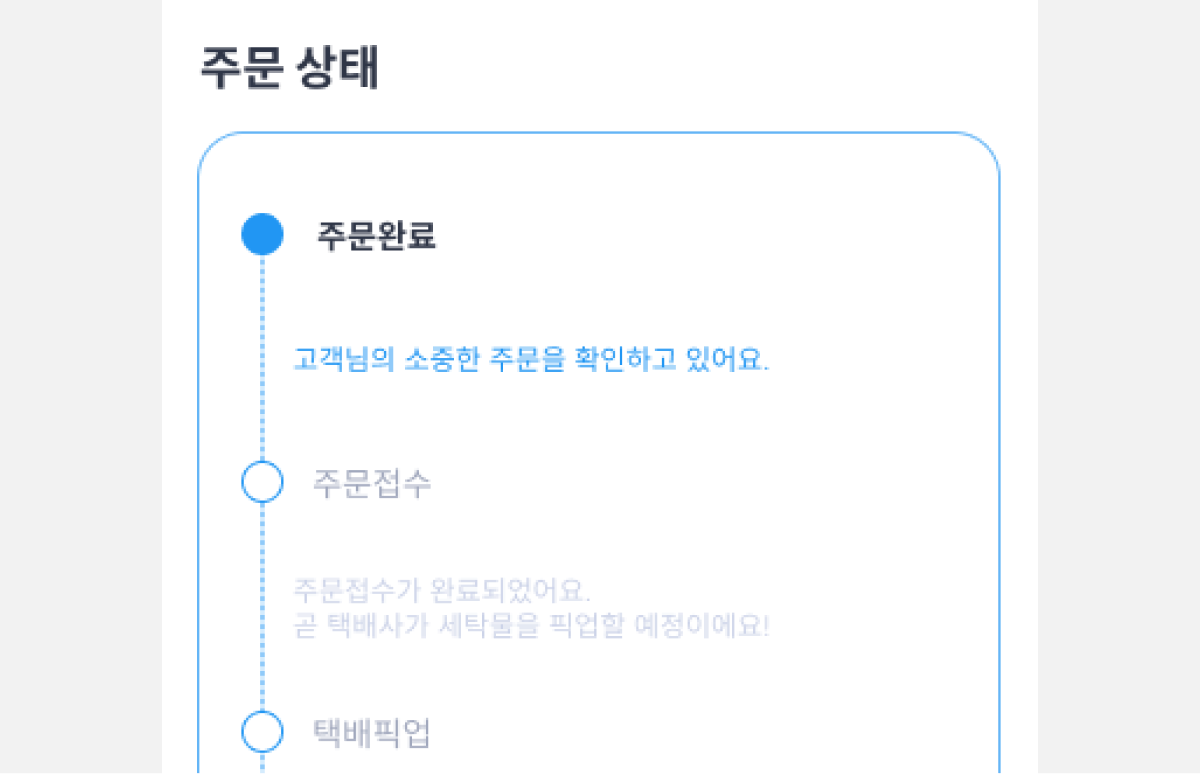 주문 상태
주문완료
고객님의 소중한 주문을 확인하고 있어요.
주문접수
주문접수가 완료되었어요.
곧 택배사가 세탁물을 픽업할 예정이에요!
택배픽업